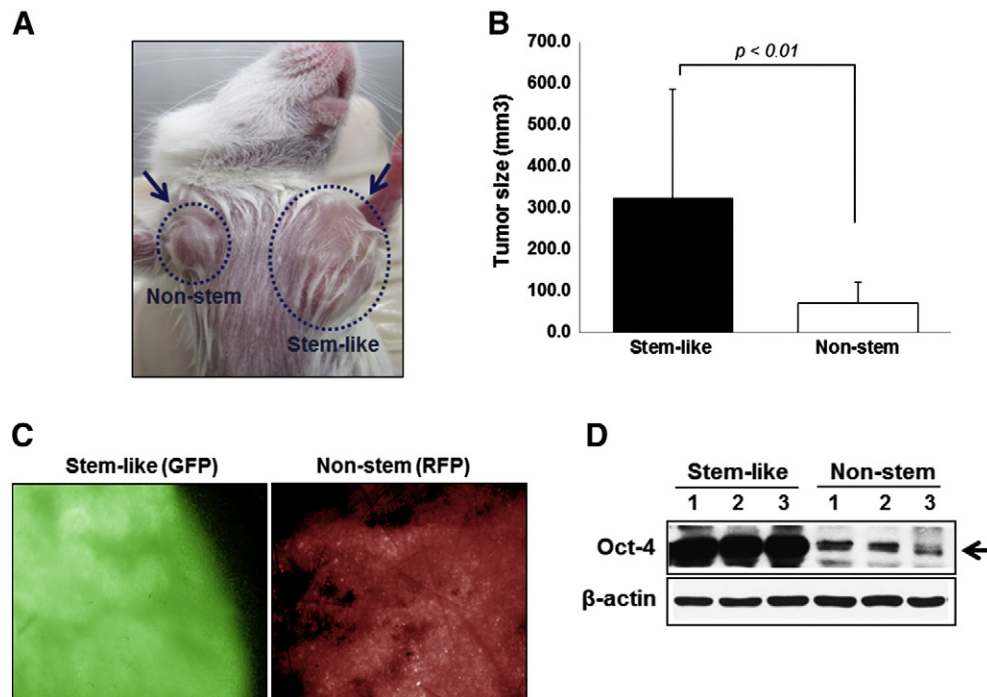 A
Non-stem
Stem-like
B
Tumor size (mm3)
700.0
600.0
500.0
400.0
300.0
200.0
100.0
0.0
p < 0.01
Stem-like Non-stem
C
Stem-like (GFP) Non-stem (RFP)
D
Stem-like Non-stem
1 2 3 1 2 3
Oct-4
β-actin